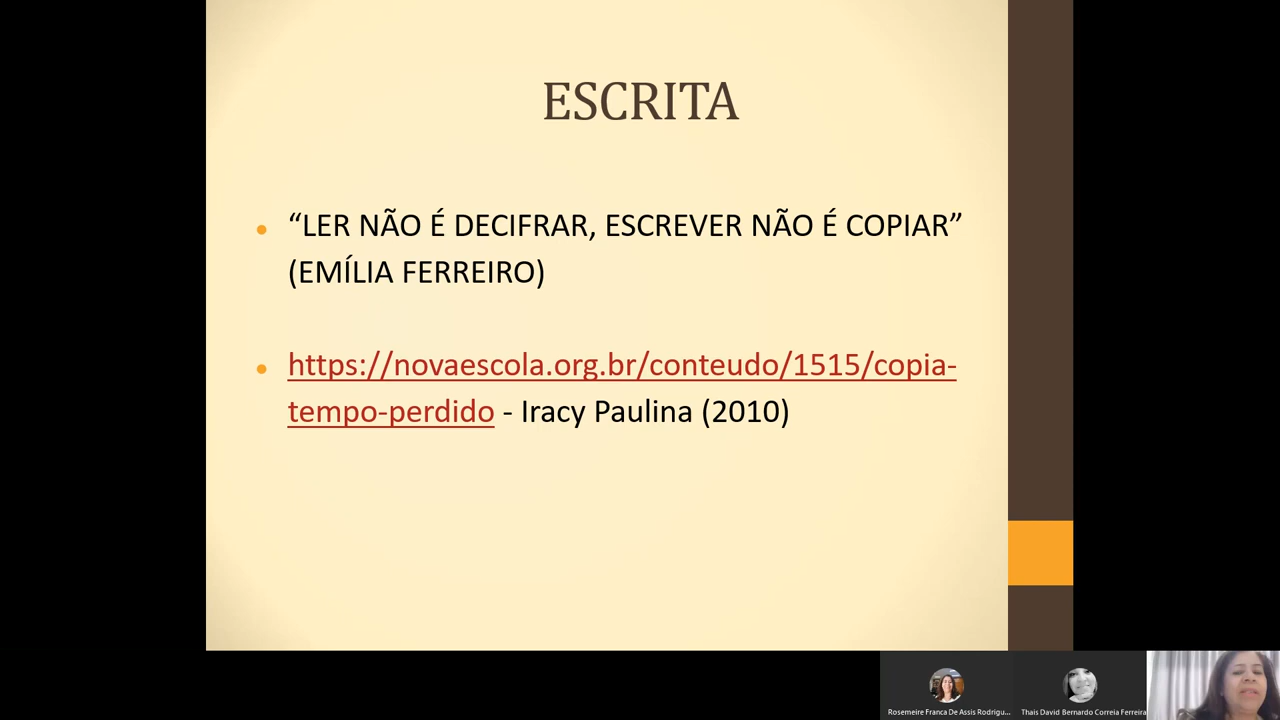 ESCRITA
“LER NÃO É DECIFRAR, ESCREVER NÃO É COPIAR”
(EMÍLIA FERREIRO)
https://novaescola.org.br/conteudo/1515/copia-
tempo-perdido - Iracy Paulina (2010)
Rosemeire Franca De Assis Rodrigu...
Thais David Bernardo Correia Ferreira